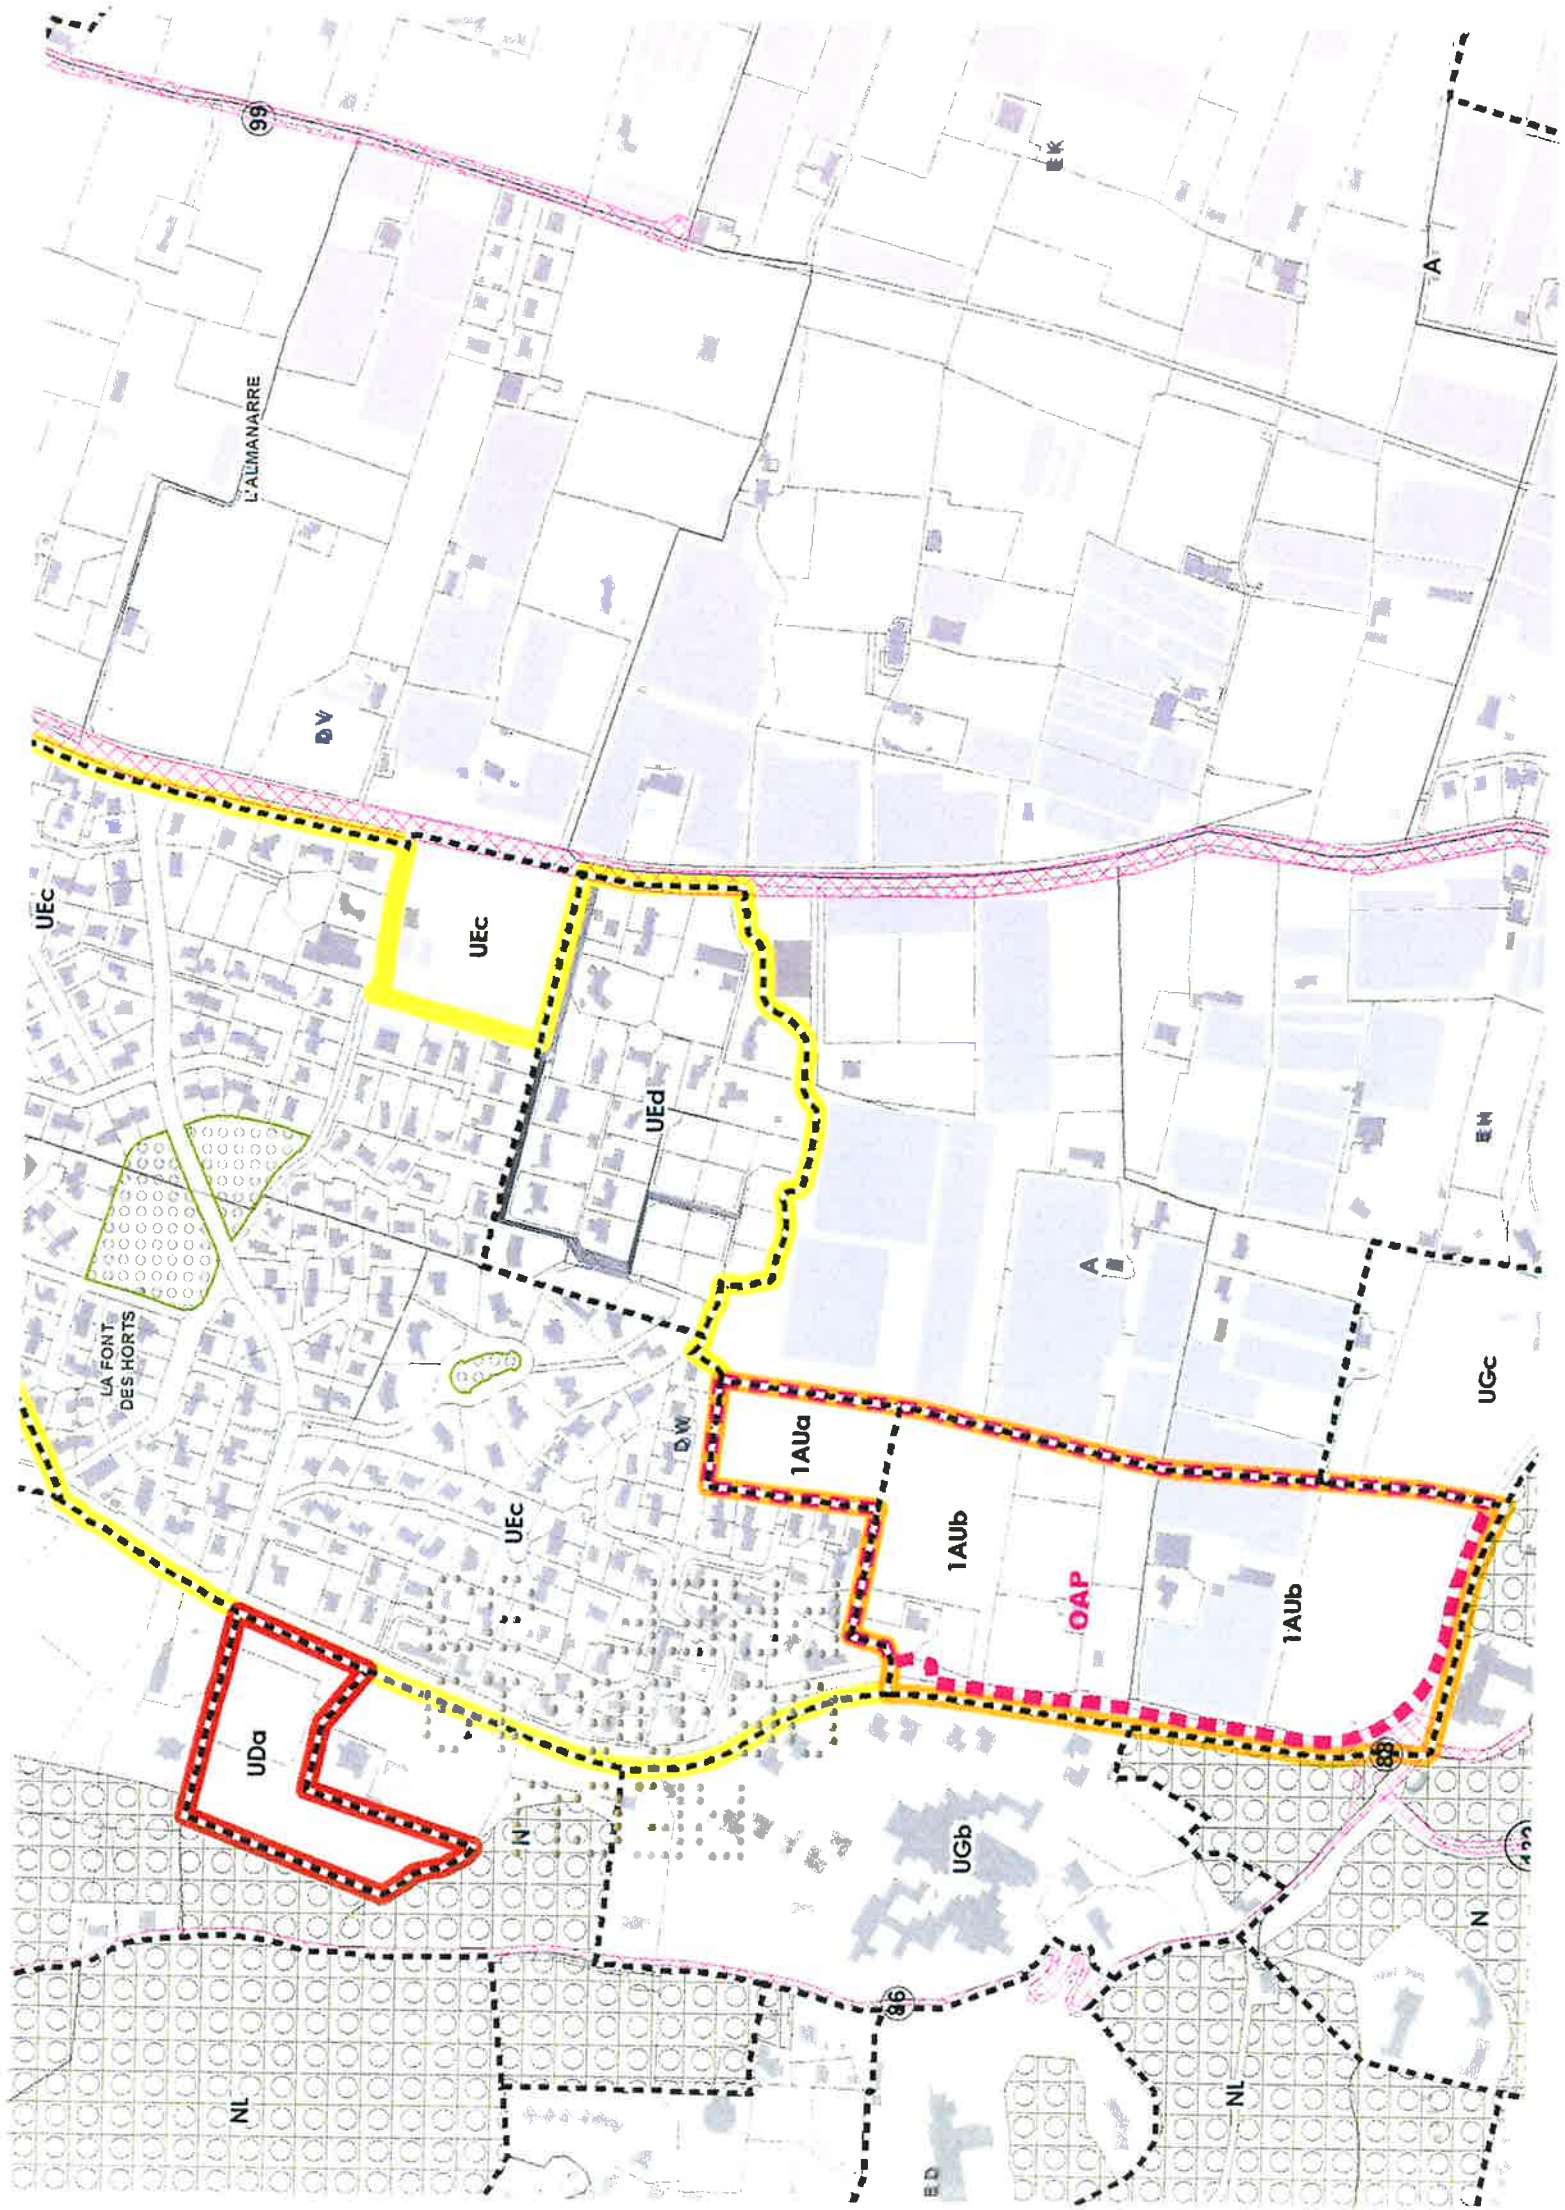 99
EK
A
L'ALMANARRE
DV
UEc
UEc
UEd
LA FONT
DES HORTS
DW
UEc
1AUa
1AUb
OAP
1AUb
A
EH
UGc
UDa
N
UGb
88
86
N
NL
NL
ED